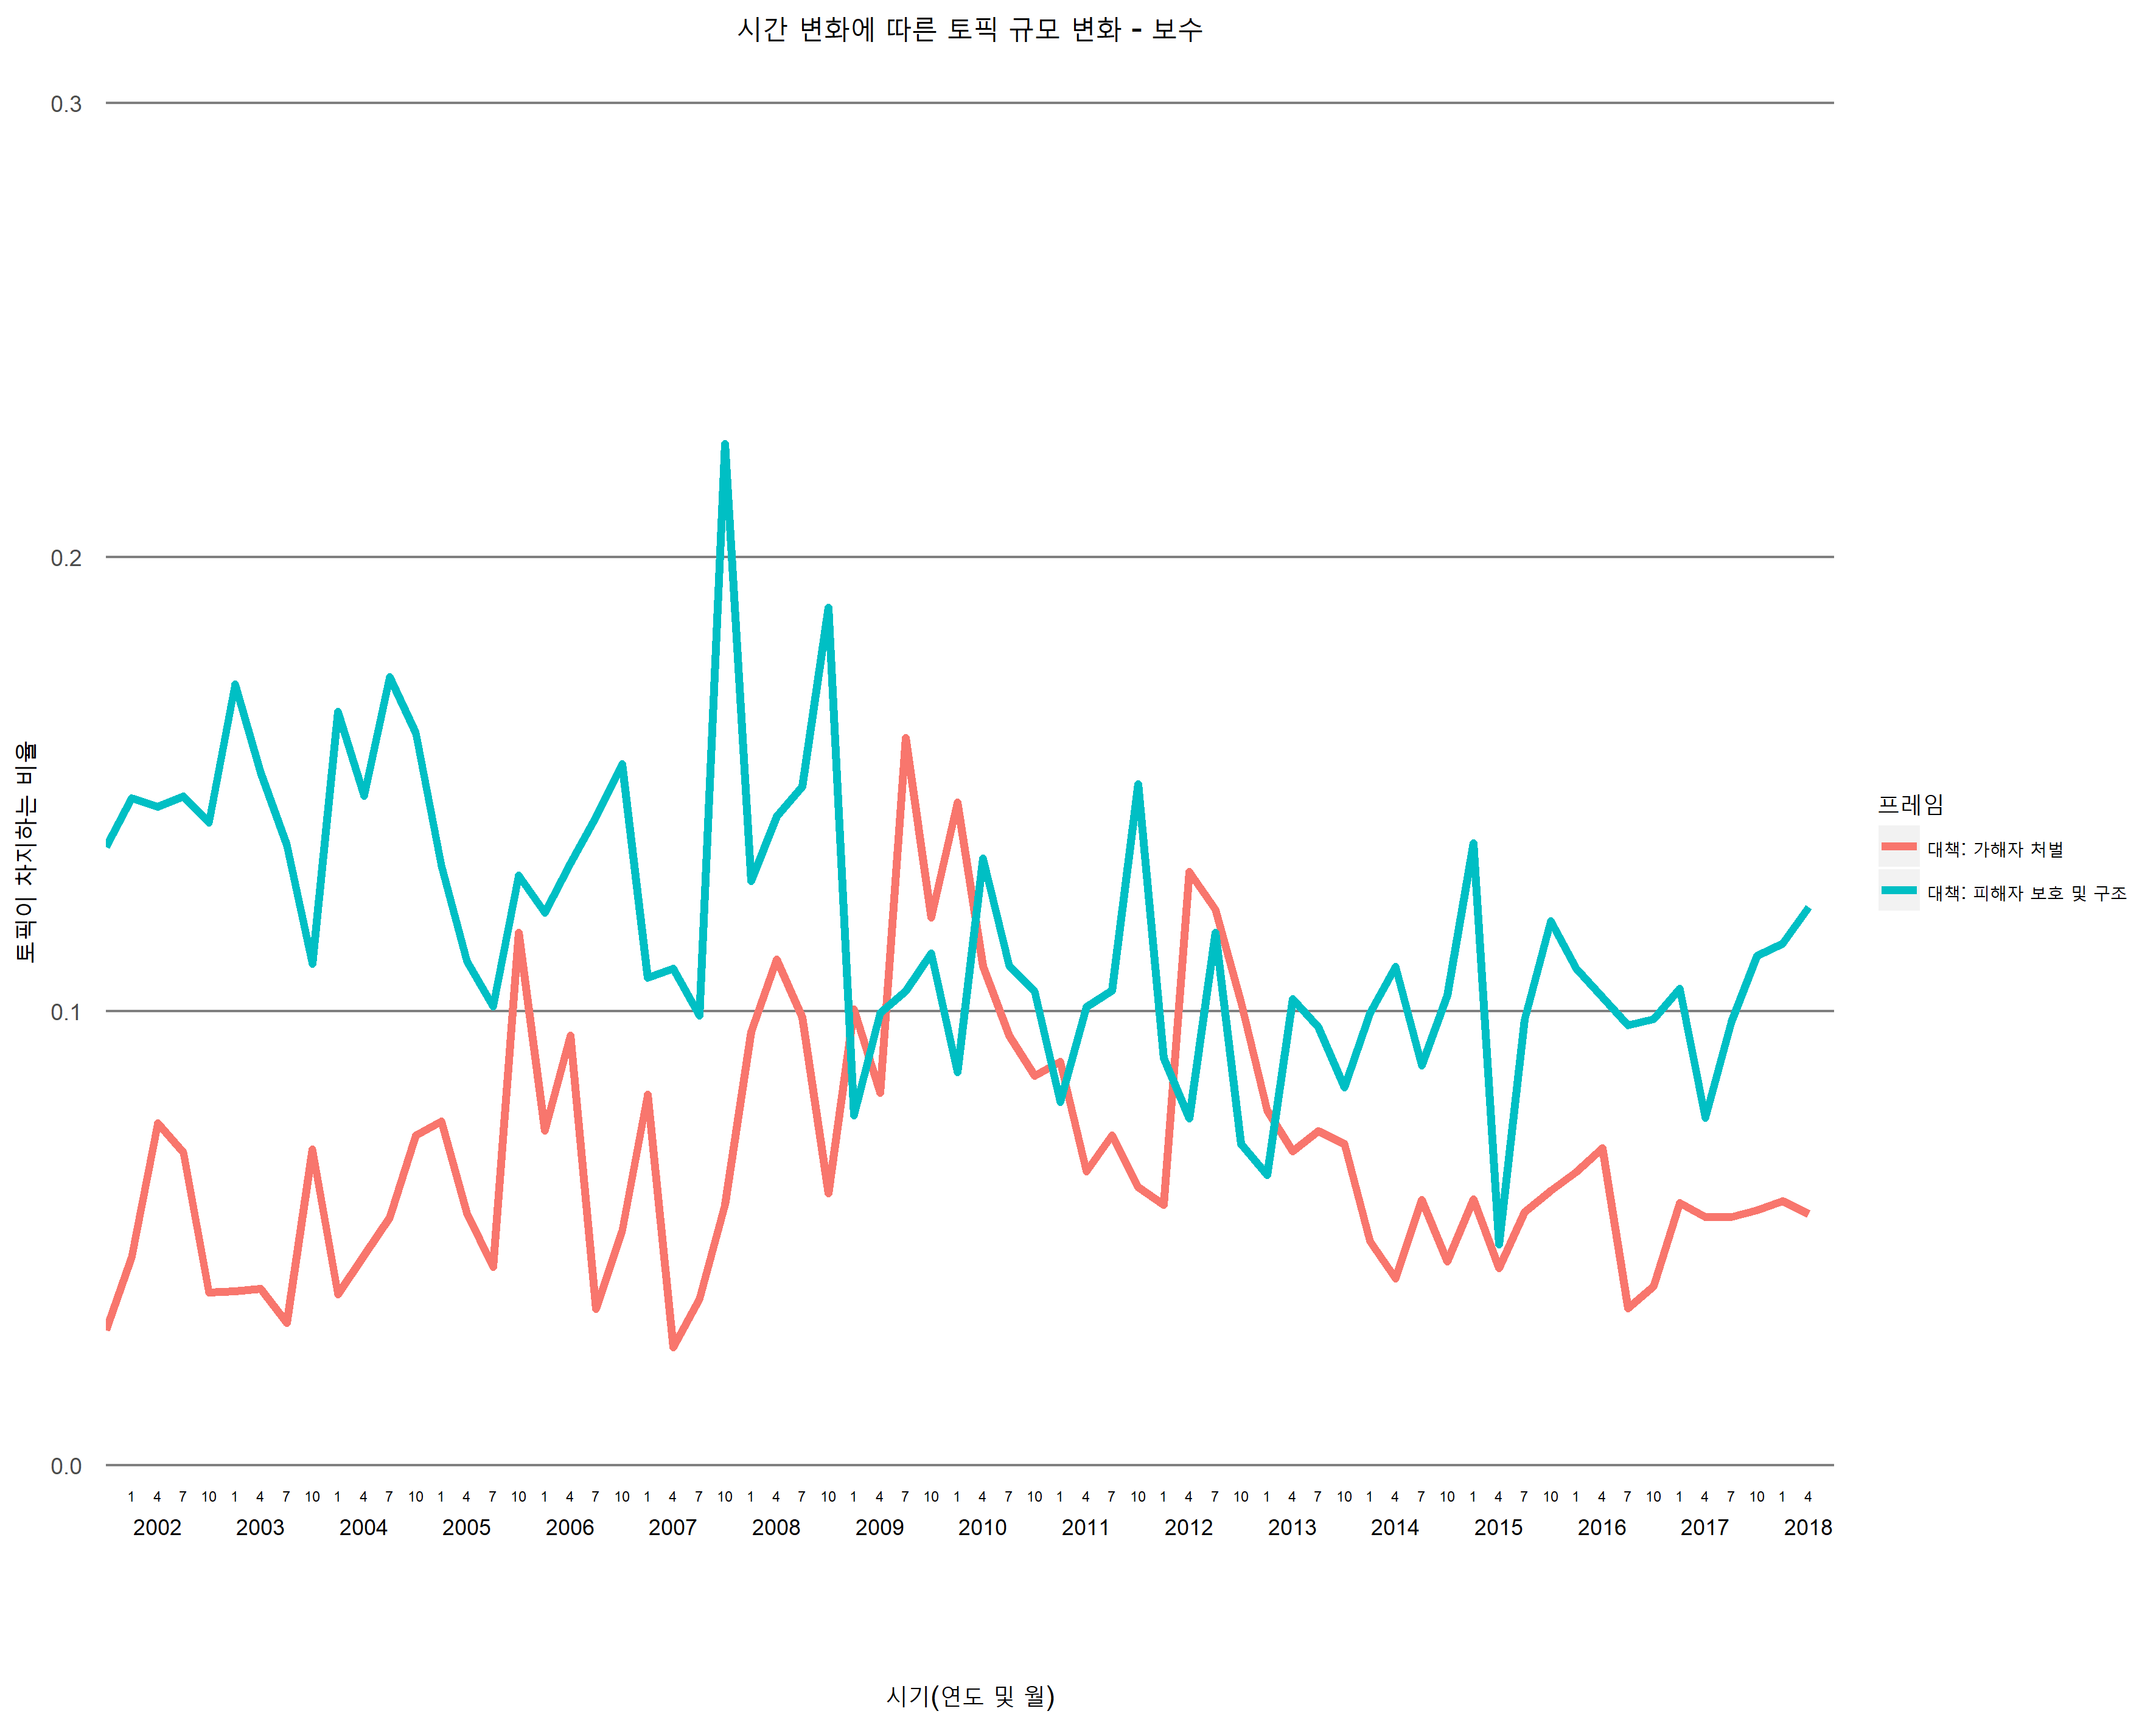 시간 변화에 따른 토픽 규모 변화 - 보수
0.3
0.2
0.1
0.0
토픽이 차지하는 비율
1 4 7 10 1 4 7 10 1 4 7 10 1 4 7 10 1 4 7 10 1 4 7 10 1 4 7 10 1 4 7 10 1 4 7 10 1 4 7 10 1 4 7 10 1 4 7 10 1 4 7 10 1 4 7 10 1 4 7 10 1 4 7 10 1 4
2002 2003 2004 2005 2006 2007 2008 2009 2010 2011 2012 2013 2014 2015 2016 2017 2018
시기(연도 및 월)
프레임
대책: 가해자 처벌
대책: 피해자 보호 및 구조